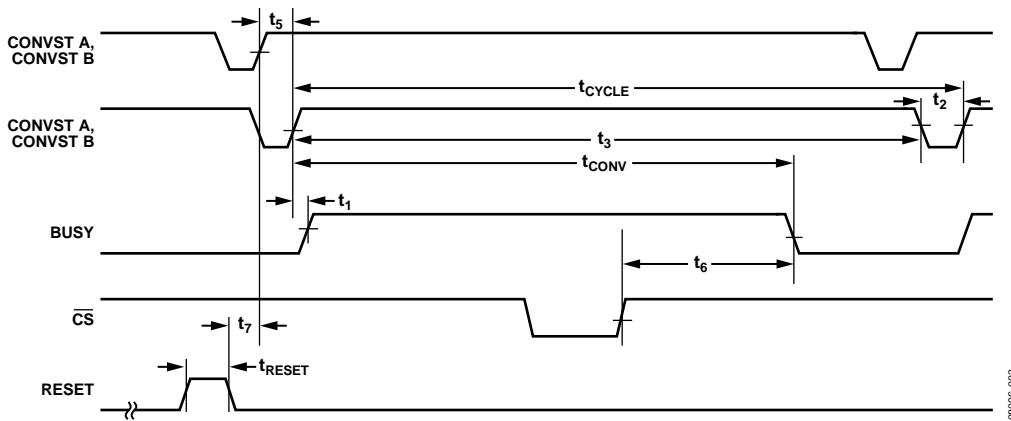 t5
CONVST A,
CONVST B
tCYCLE
t2
CONVST A,
CONVST B
t3
tCONV
t1
BUSY
t6
CS
t7
tRESET
RESET